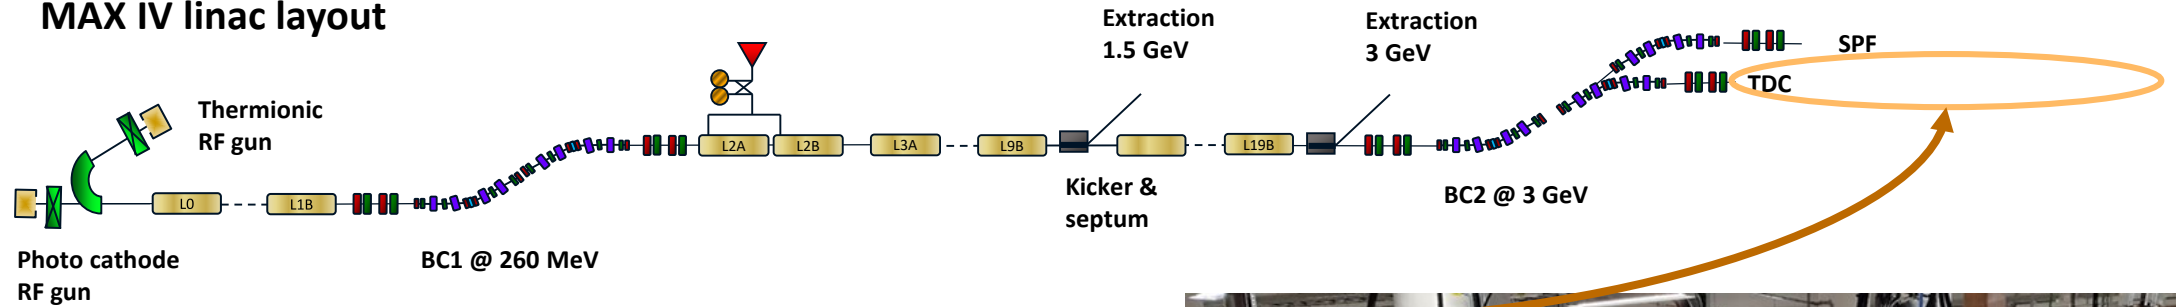 MAX IV linac layout
Extraction
1.5 GeV
Extraction
3 GeV
SPF
TDC
Thermionic
RF gun
L2A
L2B
L3A
L9B
L19B
L0
L1B
Kicker &
septum
BC2 @ 3 GeV
Photo cathode
RF gun
BC1 @ 260 MeV